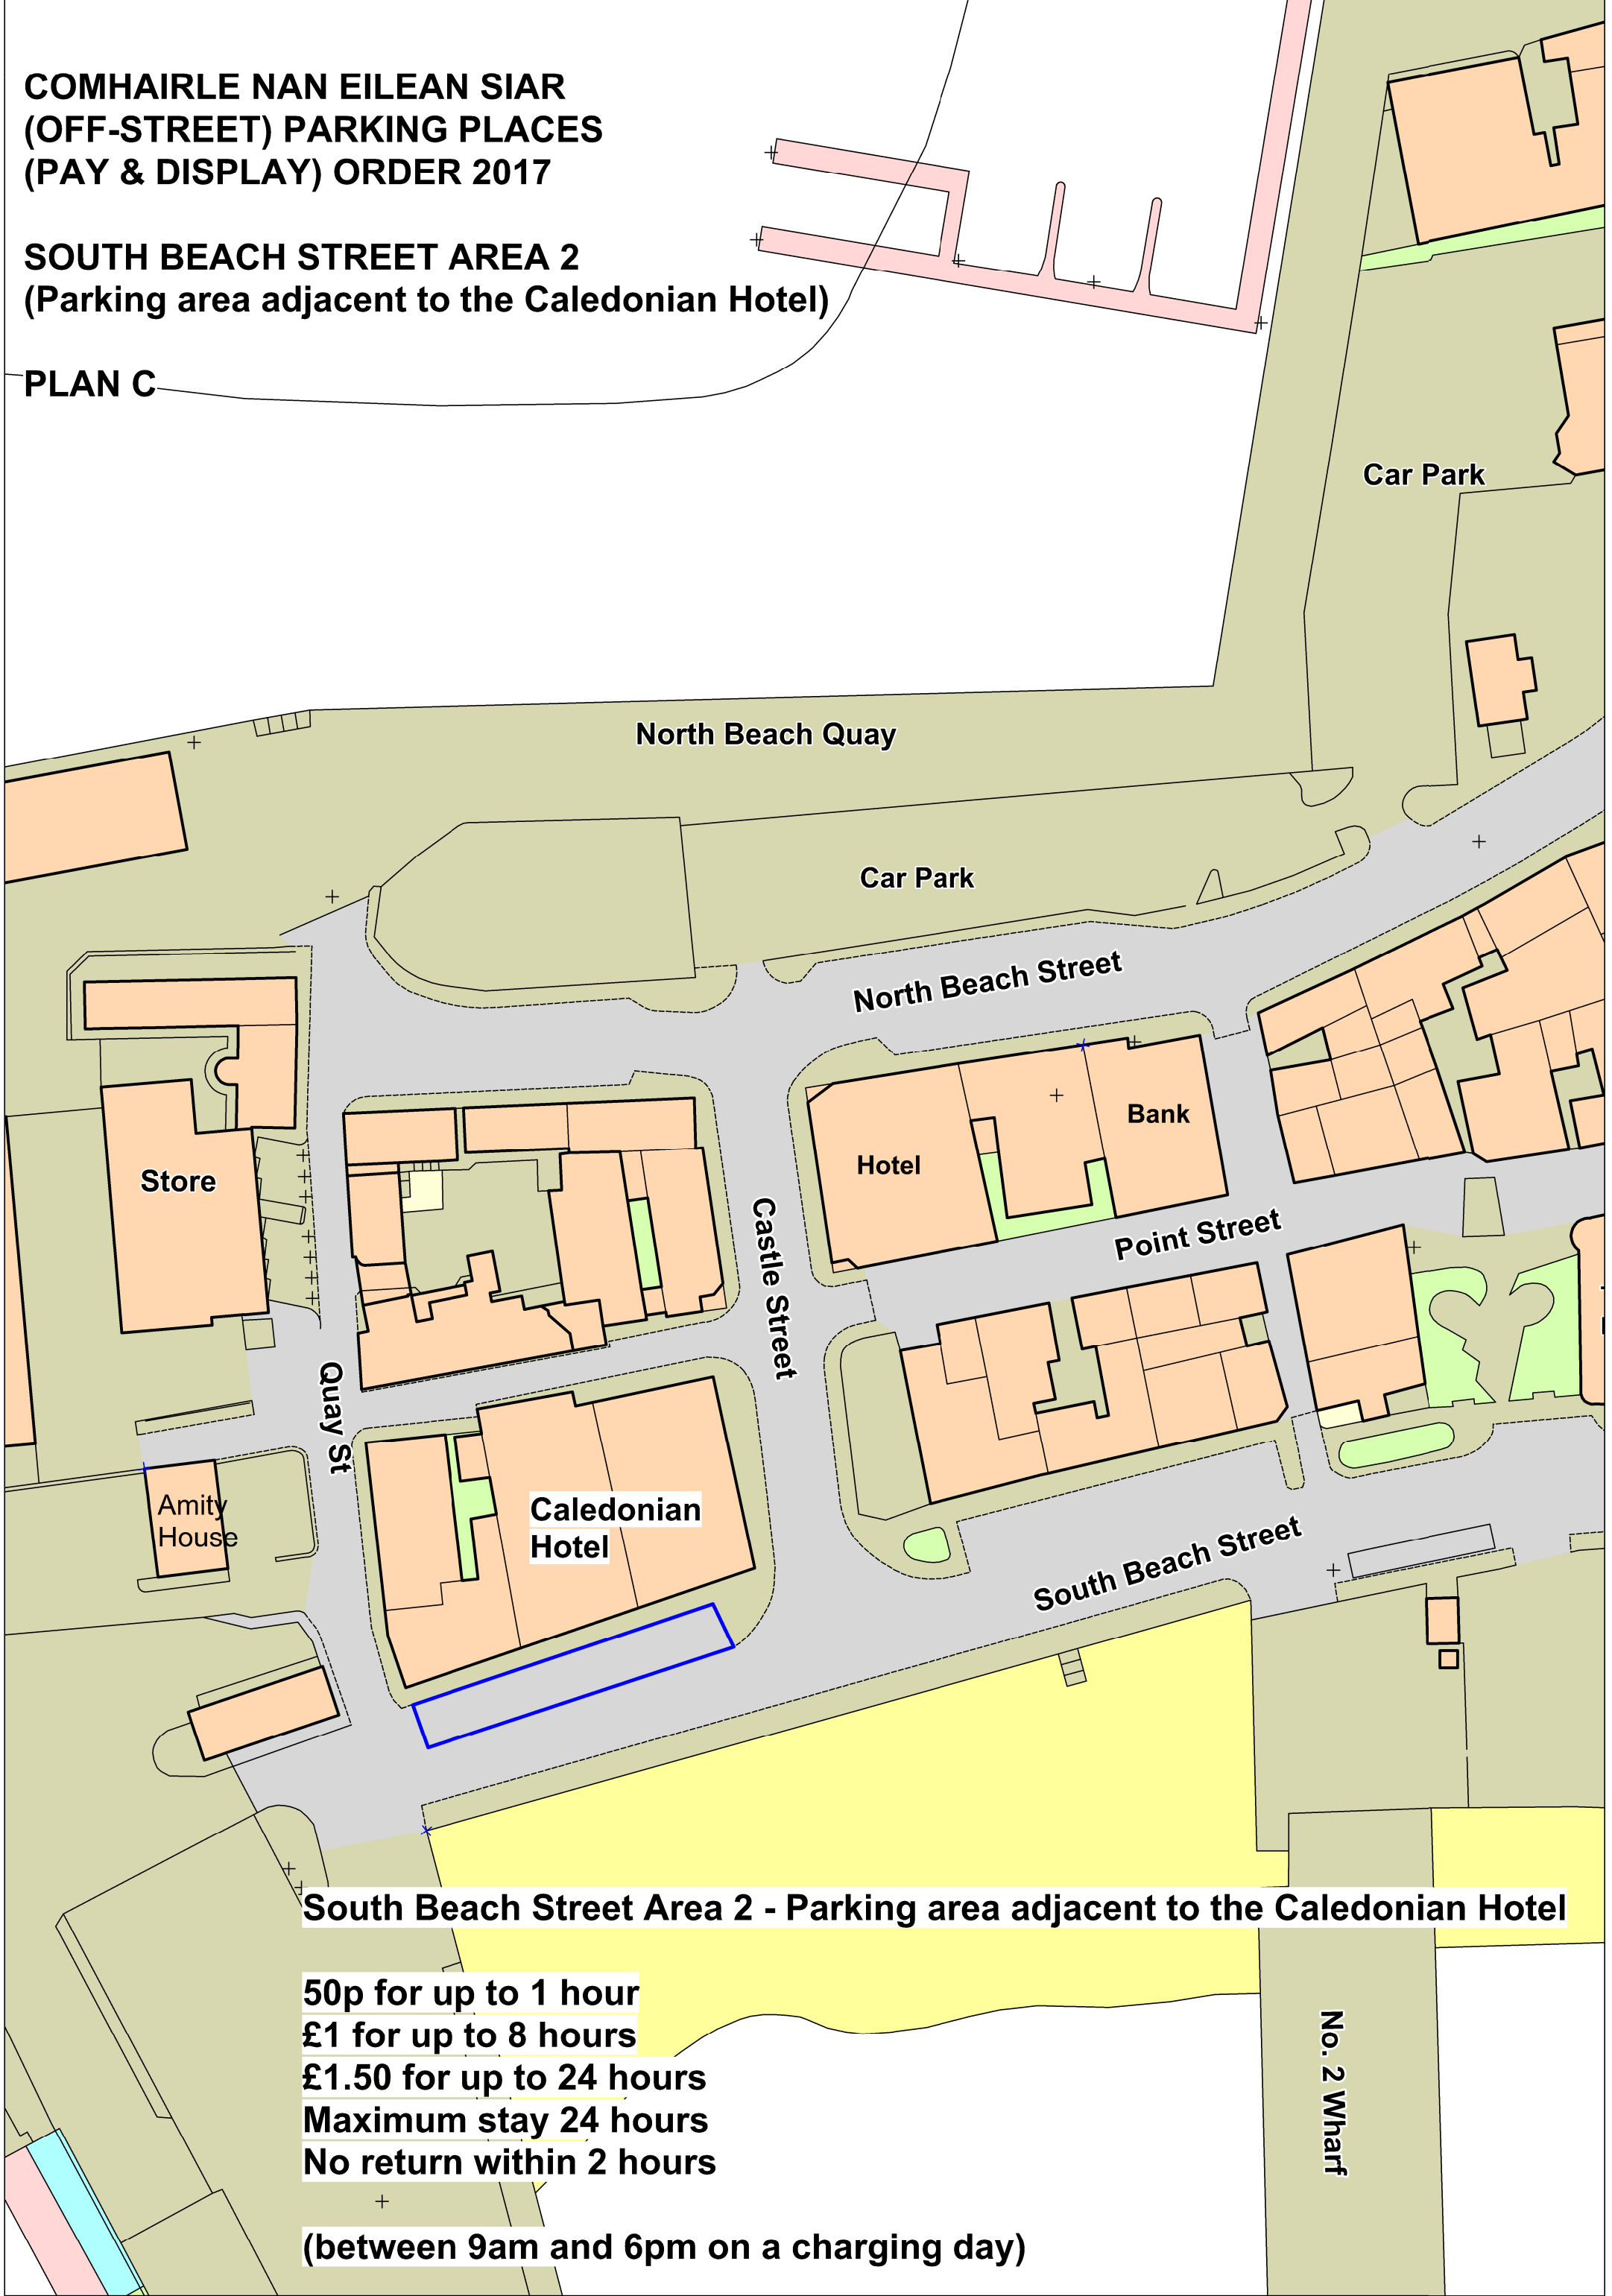 COMHAIRLE NAN EILEAN SIAR
(OFF-STREET) PARKING PLACES
(PAY & DISPLAY) ORDER 2017
SOUTH BEACH STREET AREA 2
(Parking area adjacent to the Caledonian Hotel)
PLAN C
Car Park
North Beach Quay
Car Park
North Beach Street
Bank
Hotel
Store
Castle Street
Point Street
Quay St
Amity
House
Caledonian
Hotel
South Beach Street
South Beach Street Area 2 - Parking area adjacent to the Caledonian Hotel
50p for up to 1 hour
£1 for up to 8 hours
£1.50 for up to 24 hours
Maximum stay 24 hours
No return within 2 hours
No. 2 Wharf
(between 9am and 6pm on a charging day)